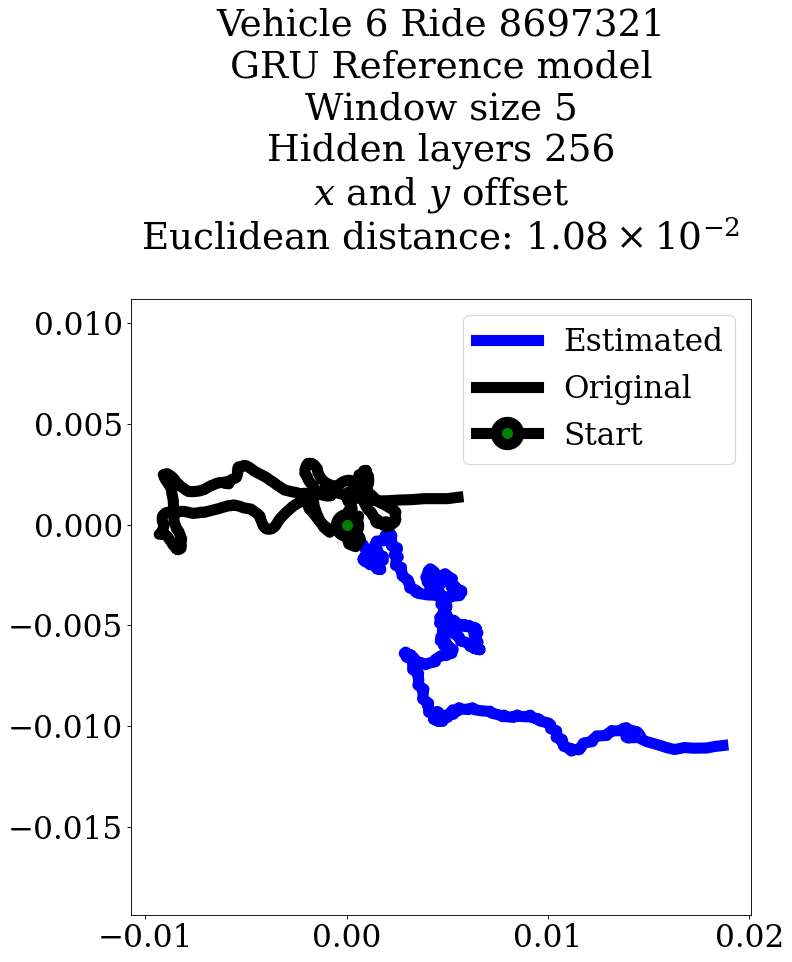 Vehicle 6 Ride 8697321
GRU Reference model
Window size 5
Hidden layers 256
x and y offset
Euclidean distance: 1.08 × 10⁻²
Estimated
Original
Start
0.010
0.005
0.000
−0.005
−0.010
−0.015
−0.01 0.00 0.01 0.02